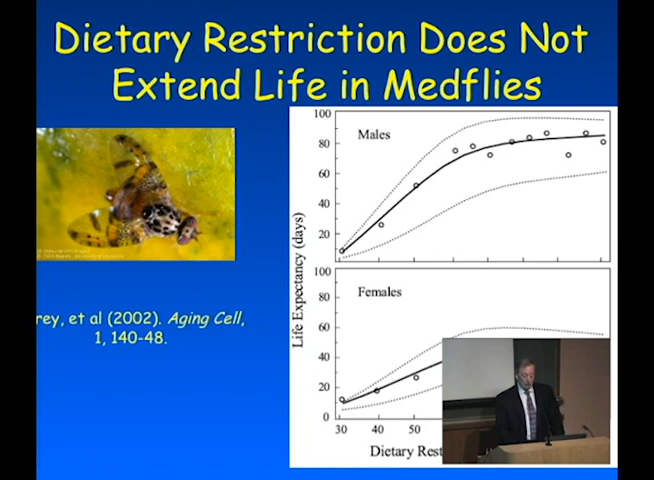 Dietary Restriction Does Not
Extend Life in Medflies
rey, et al (2002). Aging Cell,
1, 140-48.
Life Expectancy (days)
100
80
60
40
20
Males
100
80
60
40
20
0
Females
30
40
50
Dietary Rest